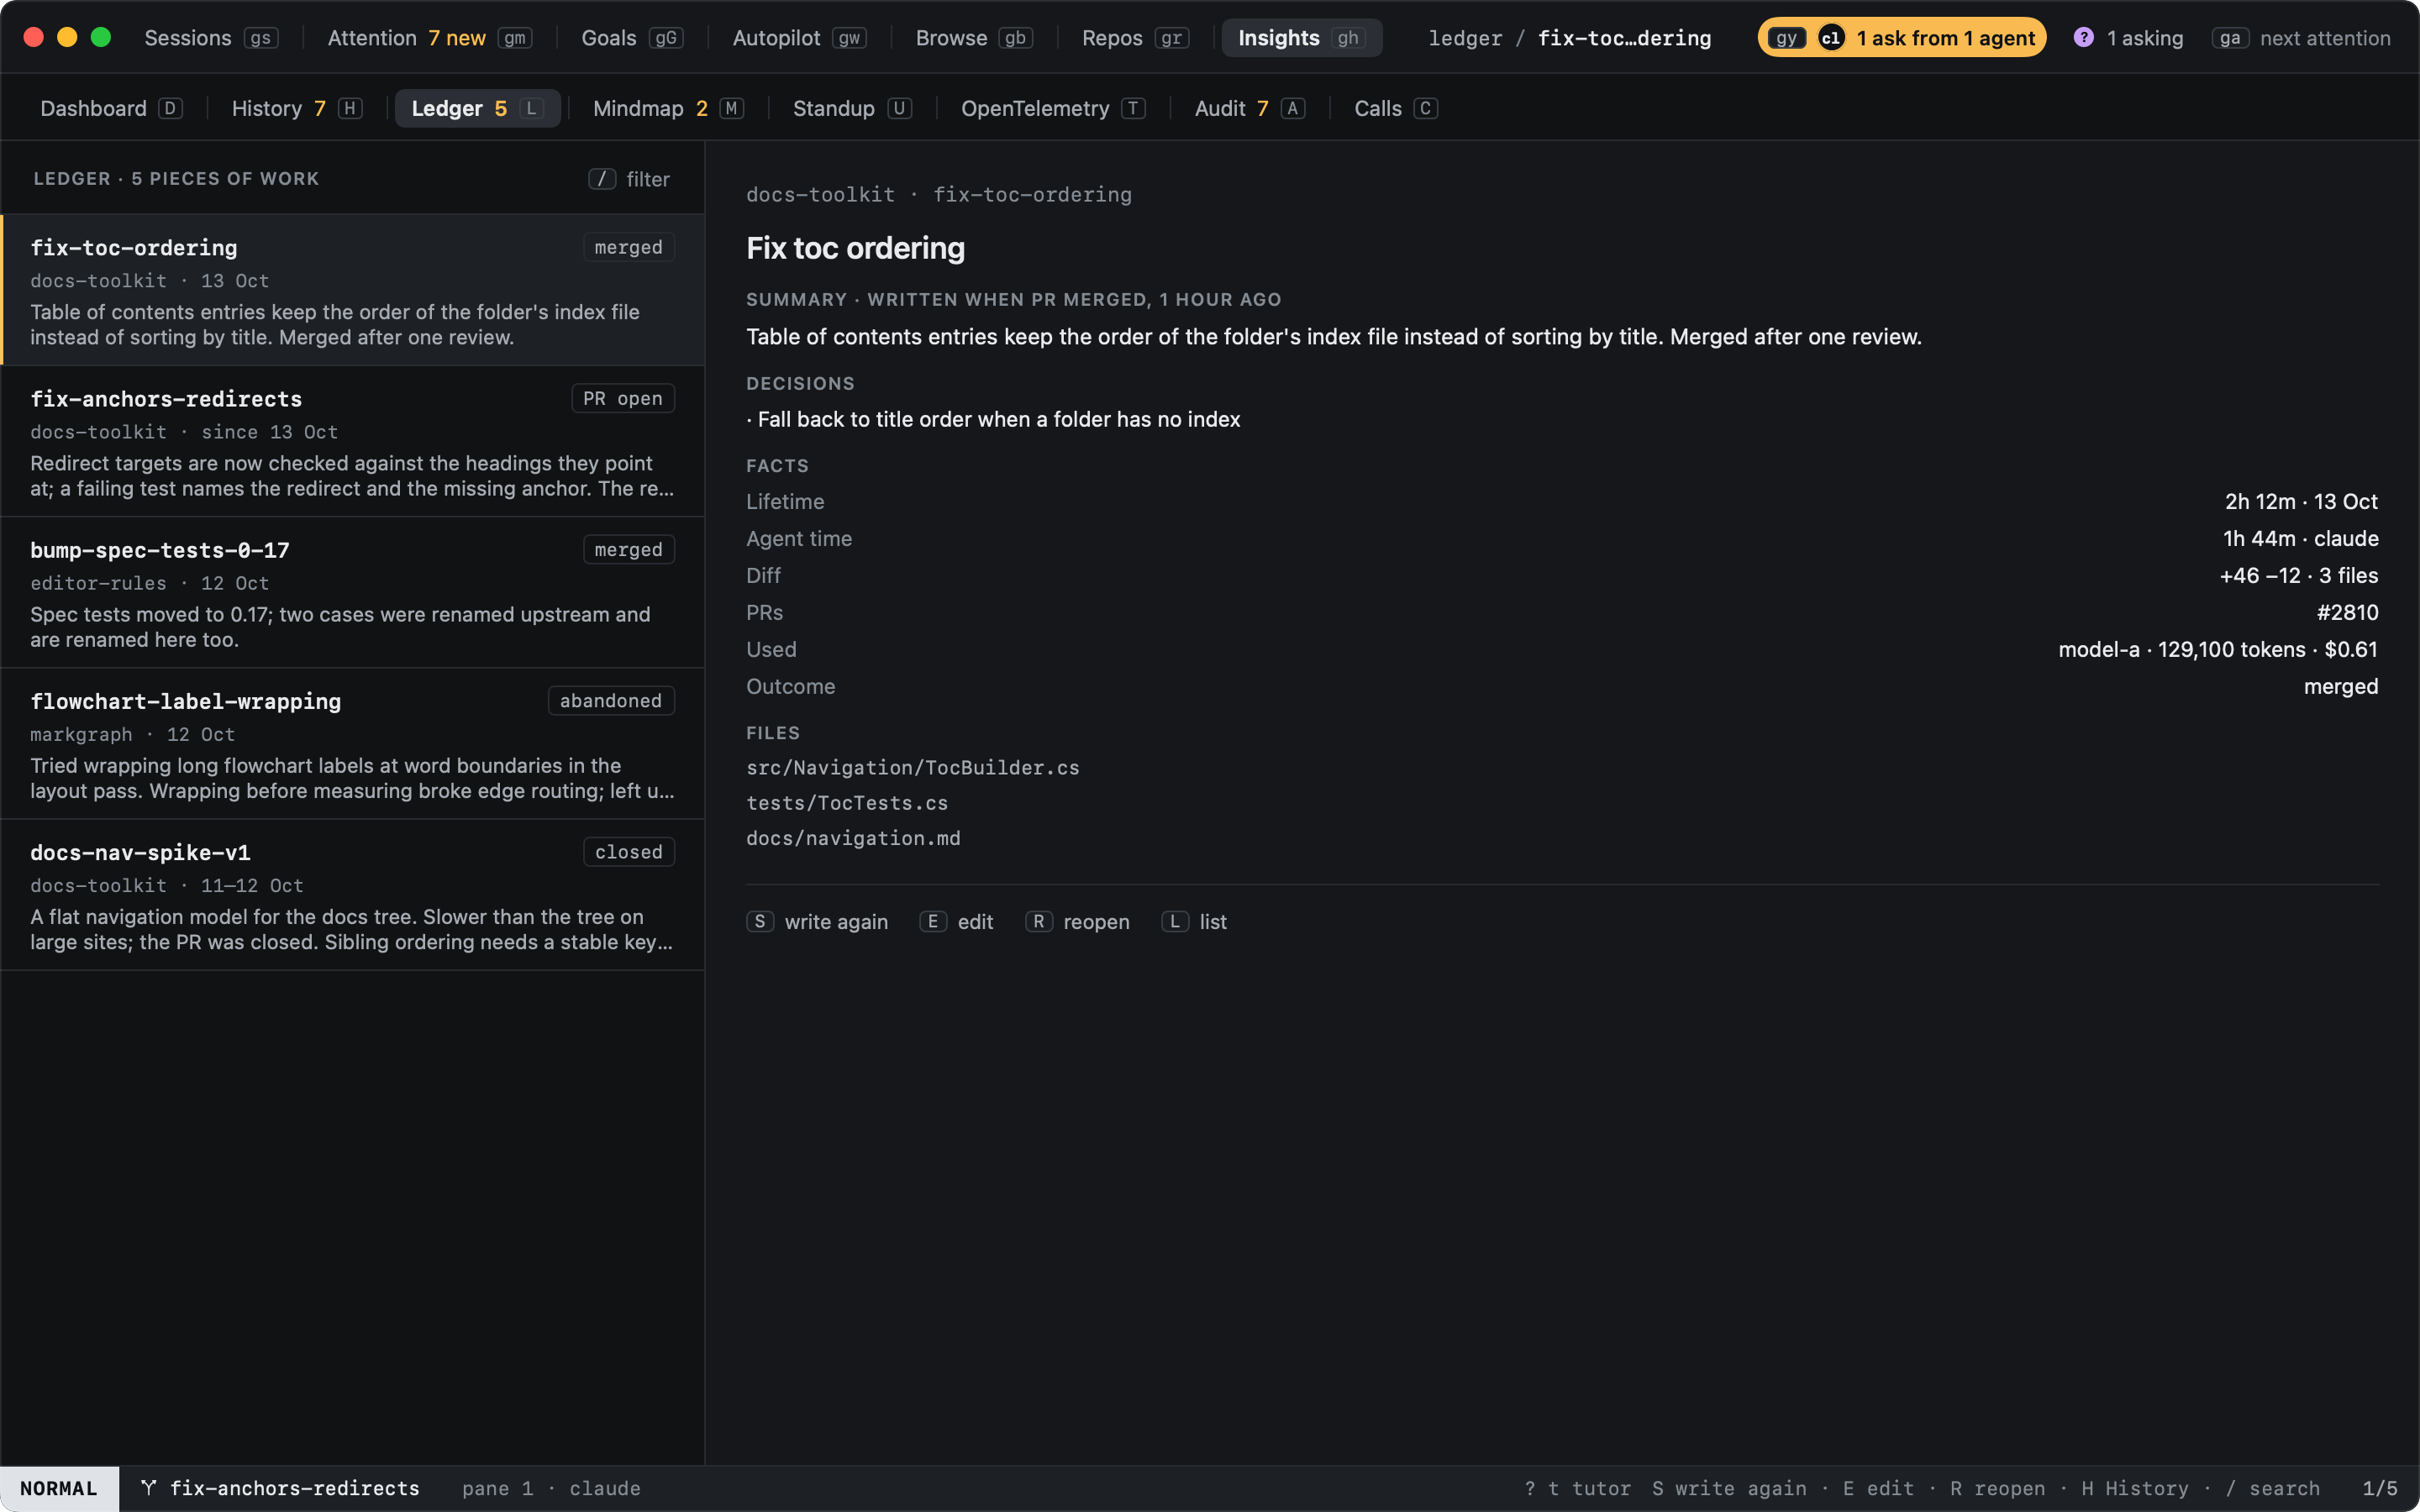 Sessions gs Attention 7 new gm Goals gG Autopilot gw Browse gb Repos gr Insights gh ledger / fix-toc…dering gy cl 1 ask from 1 agent ? 1 asking ga next attention
Dashboard D History 7 H Ledger 5 L Mindmap 2 M Standup U OpenTelemetry T Audit 7 A Calls C
LEDGER · 5 PIECES OF WORK / filter
fix-toc-ordering merged
docs-toolkit · 13 Oct
Table of contents entries keep the order of the folder's index file
instead of sorting by title. Merged after one review.
fix-anchors-redirects PR open
docs-toolkit · since 13 Oct
Redirect targets are now checked against the headings they point
at; a failing test names the redirect and the missing anchor. The re…
bump-spec-tests-0-17 merged
editor-rules · 12 Oct
Spec tests moved to 0.17; two cases were renamed upstream and
are renamed here too.
flowchart-label-wrapping abandoned
markgraph · 12 Oct
Tried wrapping long flowchart labels at word boundaries in the
layout pass. Wrapping before measuring broke edge routing; left u…
docs-nav-spike-v1 closed
docs-toolkit · 11–12 Oct
A flat navigation model for the docs tree. Slower than the tree on
large sites; the PR was closed. Sibling ordering needs a stable key…
docs-toolkit · fix-toc-ordering
Fix toc ordering
SUMMARY · WRITTEN WHEN PR MERGED, 1 HOUR AGO
Table of contents entries keep the order of the folder's index file instead of sorting by title. Merged after one review.
DECISIONS
· Fall back to title order when a folder has no index
FACTS
Lifetime 2h 12m · 13 Oct
Agent time 1h 44m · claude
Diff +46 −12 · 3 files
PRs #2810
Used model-a · 129,100 tokens · $0.61
Outcome merged
FILES
src/Navigation/TocBuilder.cs
tests/TocTests.cs
docs/navigation.md
S write again E edit R reopen L list
NORMAL fix-anchors-redirects pane 1 · claude ? t tutor S write again · E edit · R reopen · H History · / search 1/5